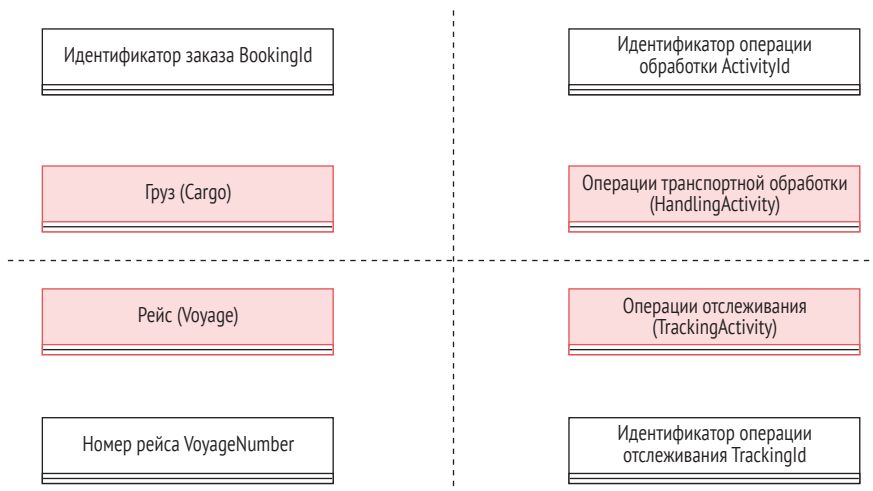 Идентификатор заказа BookingId
Идентификатор операции
обработки ActivityId
Груз (Cargo)
Операции транспортной обработки
(HandlingActivity)
Рейс (Voyage)
Операции отслеживания
(TrackingActivity)
Номер рейса VoyageNumber
Идентификатор операции
отслеживания TrackingId